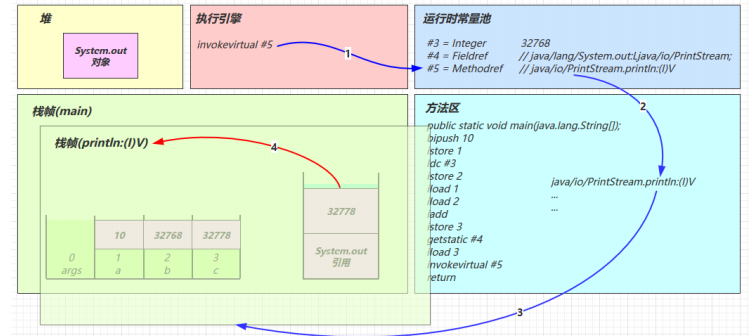 堆
System.out
对象
执行引擎
invokevirtual #5
1
运行时常量池
#3 = Integer 32768
#4 = Fieldref // java/lang/System.out:Ljava/io/PrintStream;
#5 = Methodref // java/io/PrintStream.println:(I)V
2
栈帧(main)
栈帧(println:(I)V)
4
10 32768 32778
0 1 2 3
args a b c
32778
System.out
引用
方法区
public static void main(java.lang.String[]);
bipush 10
istore 1
ldc #3
istore 2
iload 1
iload 2
iadd
istore 3
getstatic #4
iload 3
invokevirtual #5
return
java/io/PrintStream.println:(I)V
...
...
3